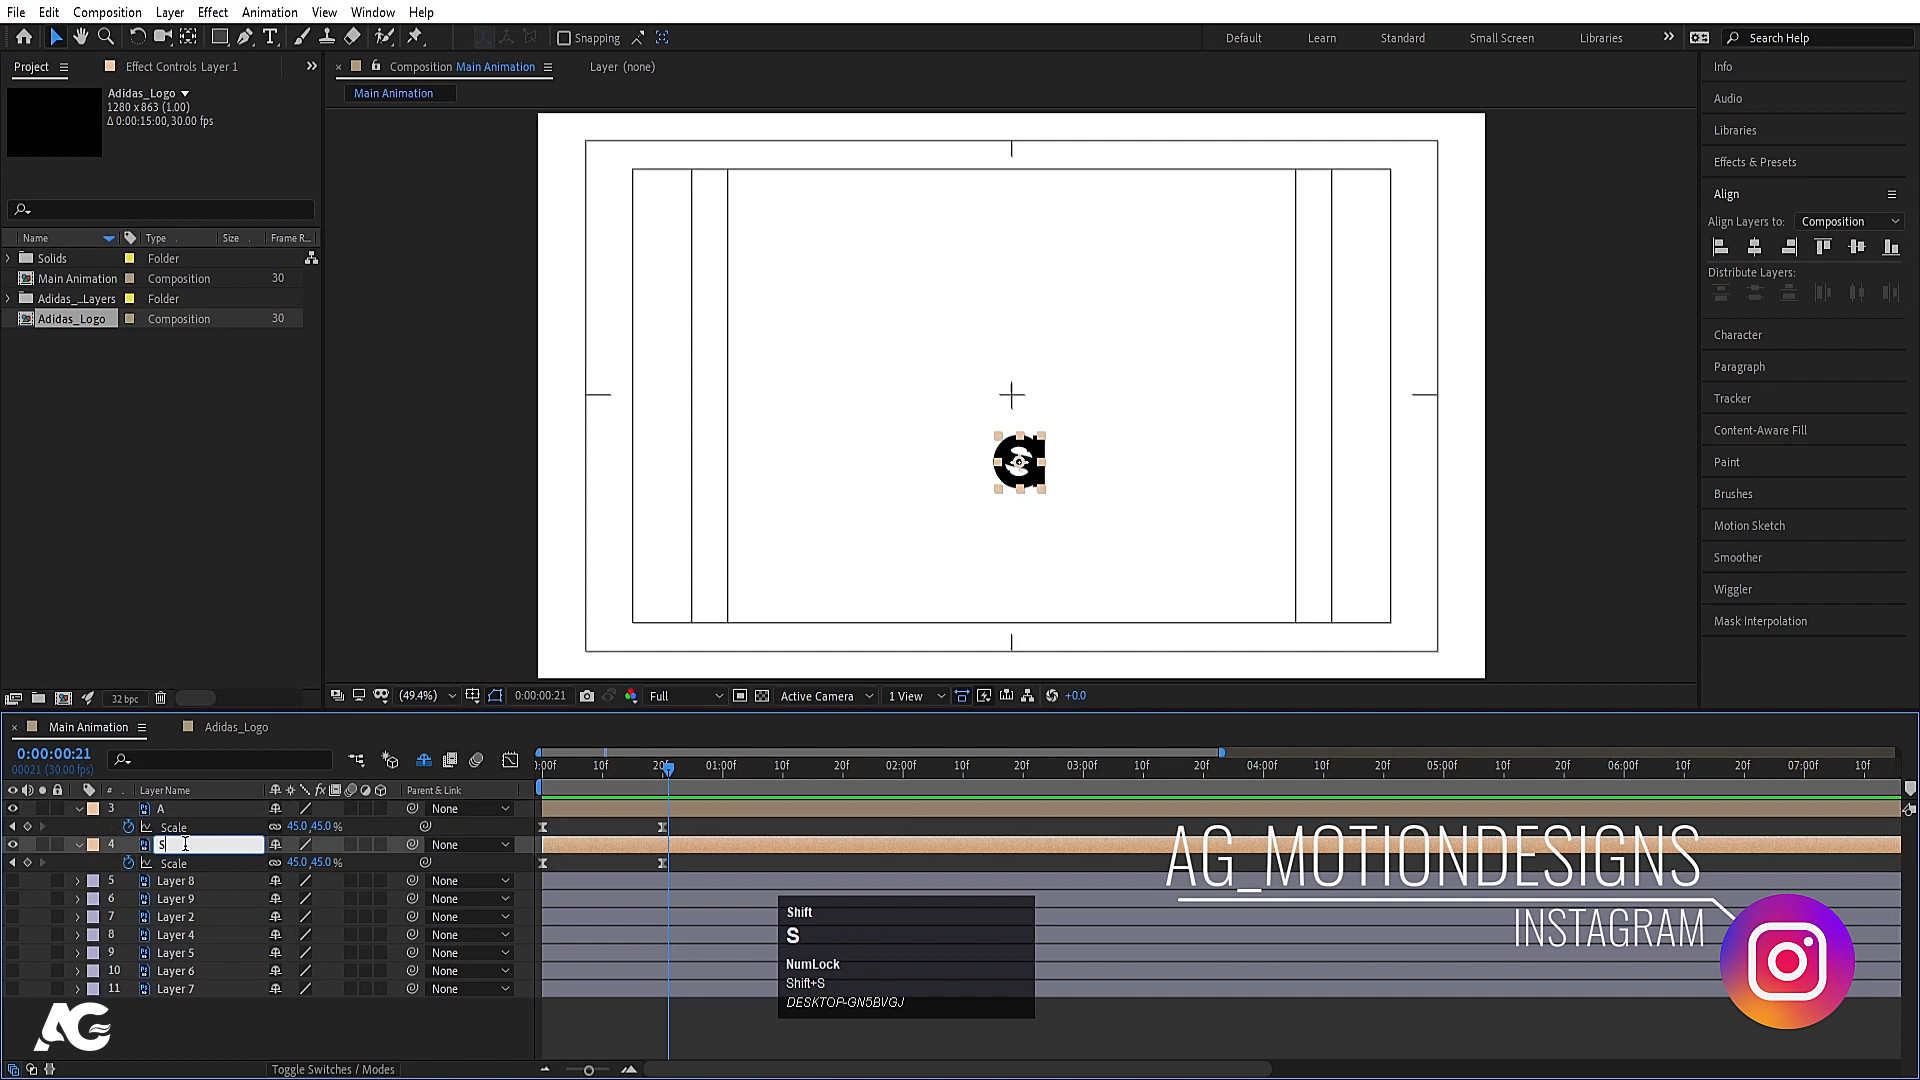 File Edit Composition Layer Effect Animation View Window Help
Snapping
Default Learn Standard Small Screen Libraries Search Help
Project Effect Controls Layer 1
Composition Main Animation Layer (none)
Main Animation
Adidas_Logo
1280 x 863 (1.00)
Δ 0:00:15:00, 30.00 fps
Name Type Size Frame R...
Solids Folder
Main Animation Composition 30
Adidas_...Layers Folder
Adidas_Logo Composition 30
32 bpc
(49.4%) 0:00:00:21 Full Active Camera 1 View +0.0
Info
Audio
Libraries
Effects & Presets
Align
Align Layers to: Composition
Distribute Layers:
Character
Paragraph
Tracker
Content-Aware Fill
Paint
Brushes
Motion Sketch
Smoother
Wiggler
Mask Interpolation
Main Animation Adidas_Logo
0:00:00:21
00021 (30.00 fps)
):00f 10f 20f 01:00f 10f 20f 02:00f 10f 20f 03:00f 10f 20f 04:00f 10f 20f 05:00f 10f 20f 06:00f 10f 20f 07:00f 10f
# Layer Name fx Parent & Link
3 A None
Scale 45.0,45.0%
4 S None
Scale 45.0,45.0%
5 Layer 8 None
6 Layer 9 None
7 Layer 2 None
8 Layer 4 None
9 Layer 5 None
10 Layer 6 None
11 Layer 7 None
Toggle Switches / Modes
Shift
S
NumLock
Shift+S
DESKTOP-GN5BVGJ
AG_MOTIONDESIGNS
INSTAGRAM
AG